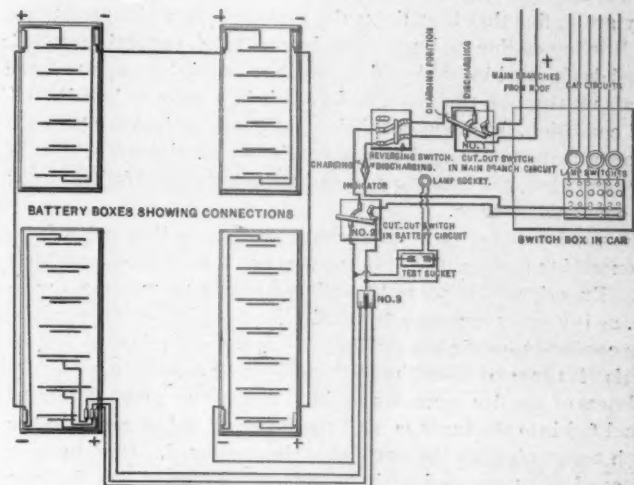 + -
+ -
CHARGING POSITION
DISCHARGING
- +
MAIN BRANCHES
FROM ROOF
CAR CIRCUITS
NO. 1
REVERSING SWITCH.
CUT-OUT SWITCH
IN MAIN BRANCH CIRCUIT
CHARGING
DISCHARGING.
INDICATOR
LAMP SOCKET.
LAMP SWITCHES
BATTERY BOXES SHOWING CONNECTIONS
NO. 2
CUT-OUT SWITCH
IN BATTERY CIRCUIT
SWITCH BOX IN CAR
TEST SOCKET
NO. 3
- +
- +